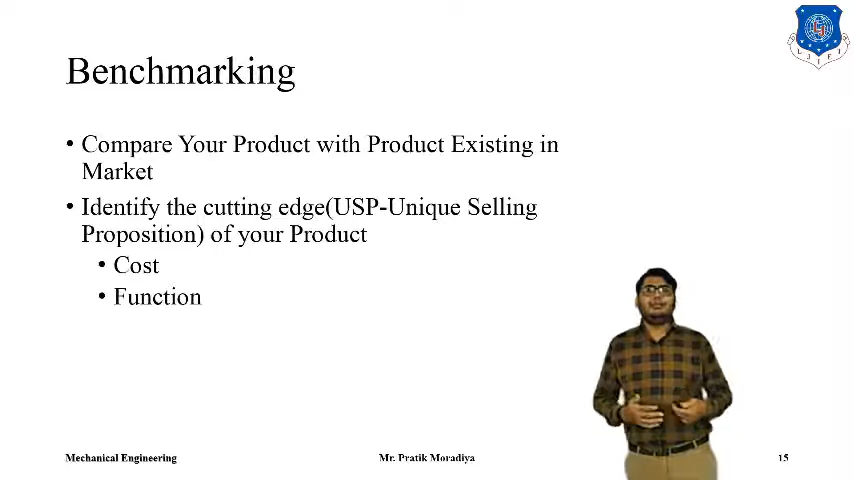 Benchmarking
• Compare Your Product with Product Existing in
Market
• Identify the cutting edge(USP-Unique Selling
Proposition) of your Product
• Cost
• Function
LJIET
Mechanical Engineering
Mr. Pratik Moradiya
15